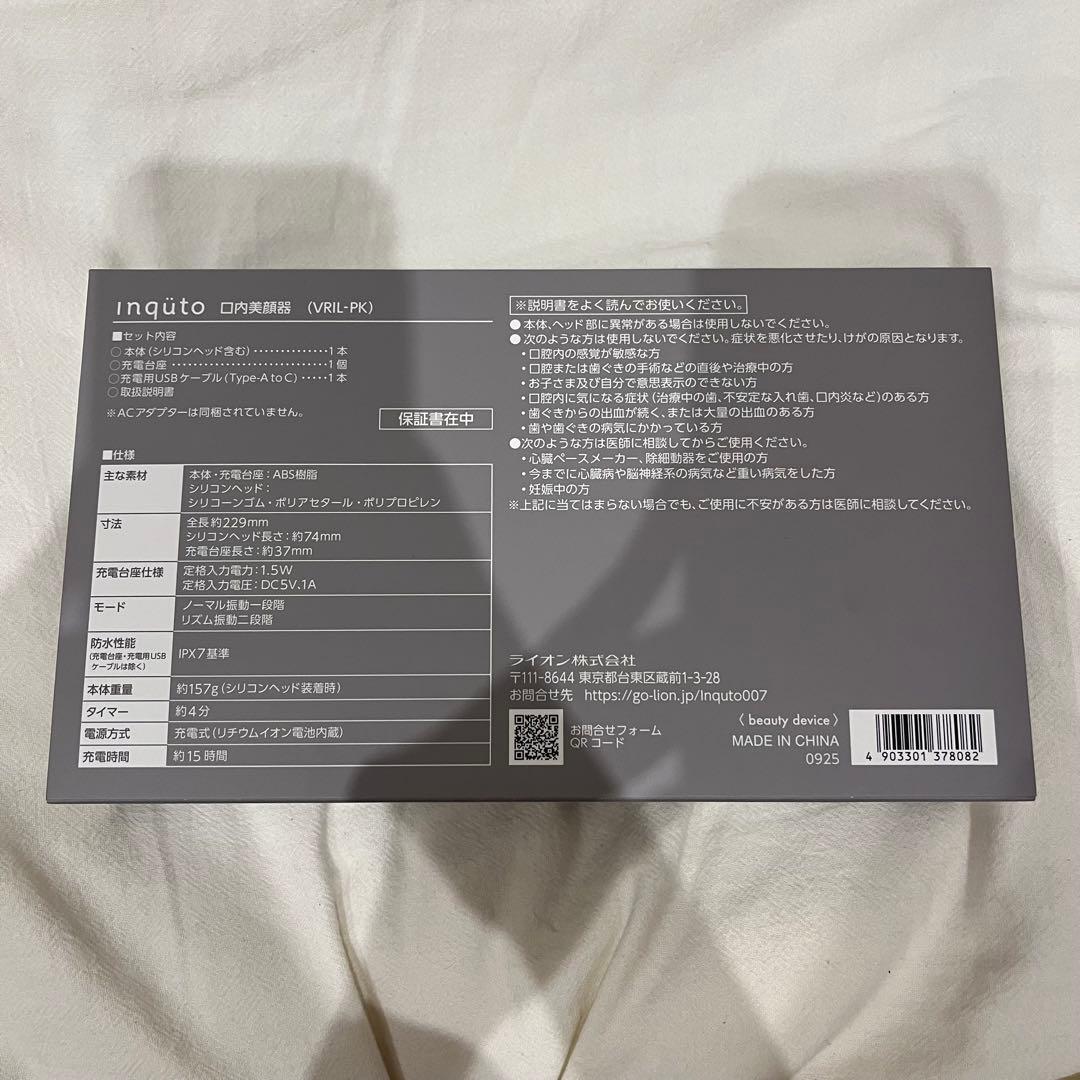 inqüto 口内美顔器 (VRIL-PK)
■セット内容
○本体(シリコンヘッド含む)・・・・・・・・・・・・・・1本
○充電台座・・・・・・・・・・・・・・・・・・・・・・・・・・・・1個
○充電用USBケーブル(Type-A to C)・・・・・1本
○取扱説明書
※ACアダプターは同梱されていません。
保証書在中
■仕様
主な素材 本体・充電台座:ABS樹脂
シリコンヘッド:
シリコーンゴム・ポリアセタール・ポリプロピレン
寸法 全長約229mm
シリコンヘッド長さ:約74mm
充電台座長さ:約37mm
充電台座仕様 定格入力電力:1.5W
定格入力電圧:DC5V、1A
モード ノーマル振動一段階
リズム振動二段階
防水性能
(充電台座・充電用USB
ケーブルは除く) IPX7基準
本体重量 約157g(シリコンヘッド装着時)
タイマー 約4分
電源方式 充電式(リチウムイオン電池内蔵)
充電時間 約15時間
※説明書をよく読んでお使いください。
●本体、ヘッド部に異常がある場合は使用しないでください。
●次のような方は使用しないでください。症状を悪化させたり、けがの原因となります。
・口腔内の感覚が敏感な方
・口腔または歯ぐきの手術などの直後や治療中の方
・お子さま及び自分で意思表示のできない方
・口腔内に気になる症状(治療中の歯、不安定な入れ歯、口内炎など)のある方
・歯ぐきからの出血が続く、または大量の出血のある方
・歯や歯ぐきの病気にかかっている方
●次のような方は医師に相談してからご使用ください。
・心臓ペースメーカー、除細動器をご使用の方
・今までに心臓病や脳神経系の病気など重い病気をした方
・妊娠中の方
※上記に当てはまらない場合でも、ご使用に不安がある方は医師に相談してください。
ライオン株式会社
〒111-8644 東京都台東区蔵前1-3-28
お問合せ先 https://go-lion.jp/Inquto007
お問合せフォーム
QRコード
〈 beauty device 〉
MADE IN CHINA
0925
4 903301 378082